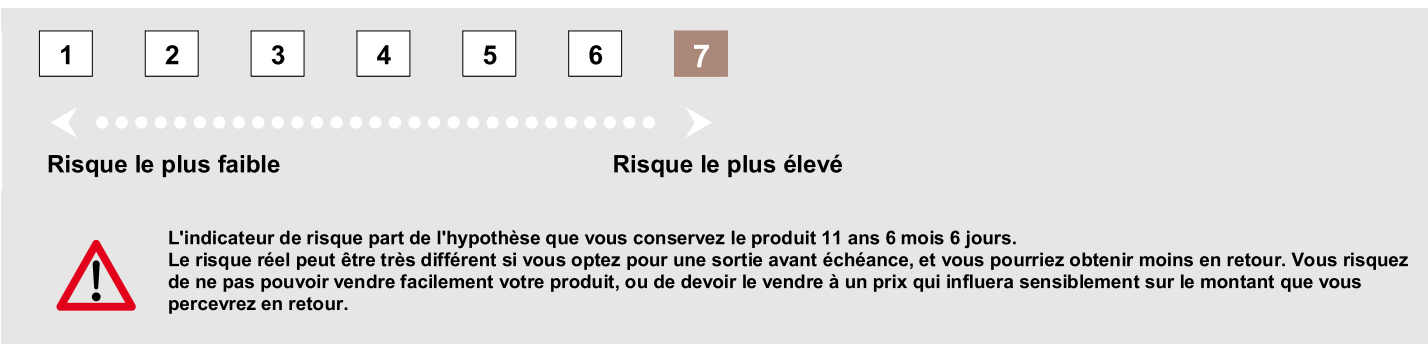 1 2 3 4 5 6 7
Risque le plus faible Risque le plus élevé
L'indicateur de risque part de l'hypothèse que vous conservez le produit 11 ans 6 mois 6 jours.
Le risque réel peut être très différent si vous optez pour une sortie avant échéance, et vous pourriez obtenir moins en retour. Vous risquez
de ne pas pouvoir vendre facilement votre produit, ou de devoir le vendre à un prix qui influera sensiblement sur le montant que vous
percevrez en retour.